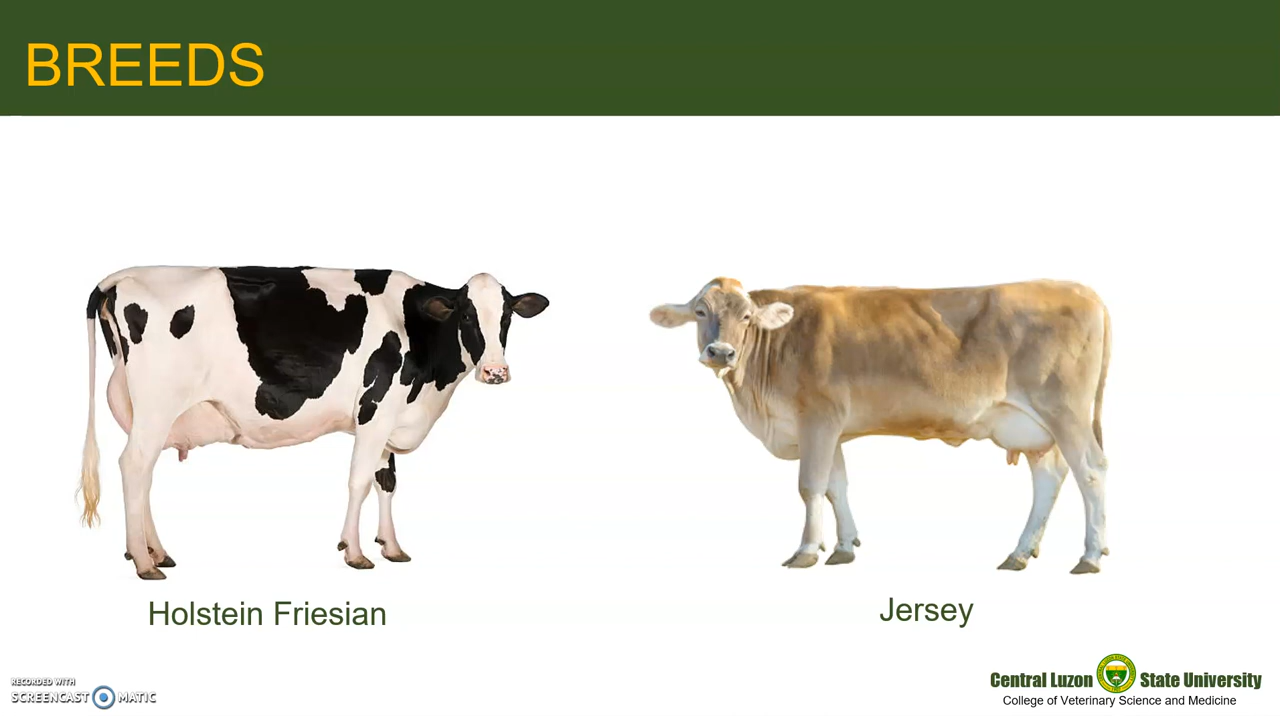 BREEDS
Holstein Friesian
Jersey
RECORDED WITH
SCREENCAST MATIC
Central Luzon State University
College of Veterinary Science and Medicine